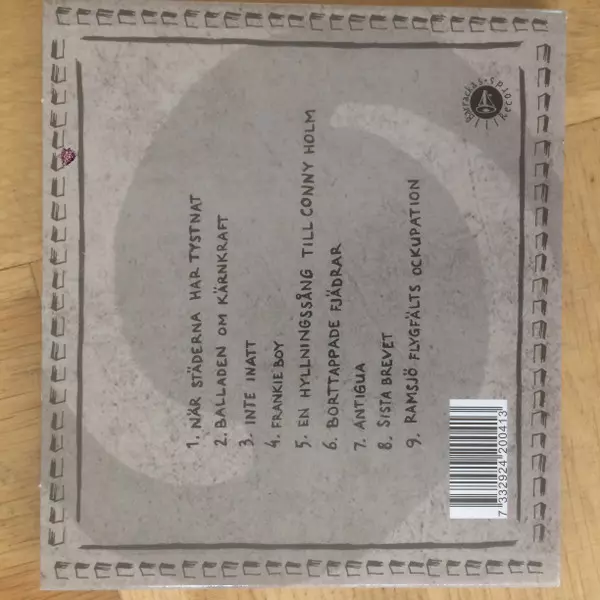 1. NÄR STÄDERNA HAR TYSTNAT
2. BALLADEN OM KÄRNKRAFT
3. INTE INATT
4. FRANKIE BOY
5. EN HYLLNINGSSÅNG TILL CONNY HOLM
6. BORTTAPPADE FJÄDRAR
7. ANTIGUA
8. SISTA BREVET
9. RAMSJÖ FLYGFÄLTS OCKUPATION
7 332924 200413